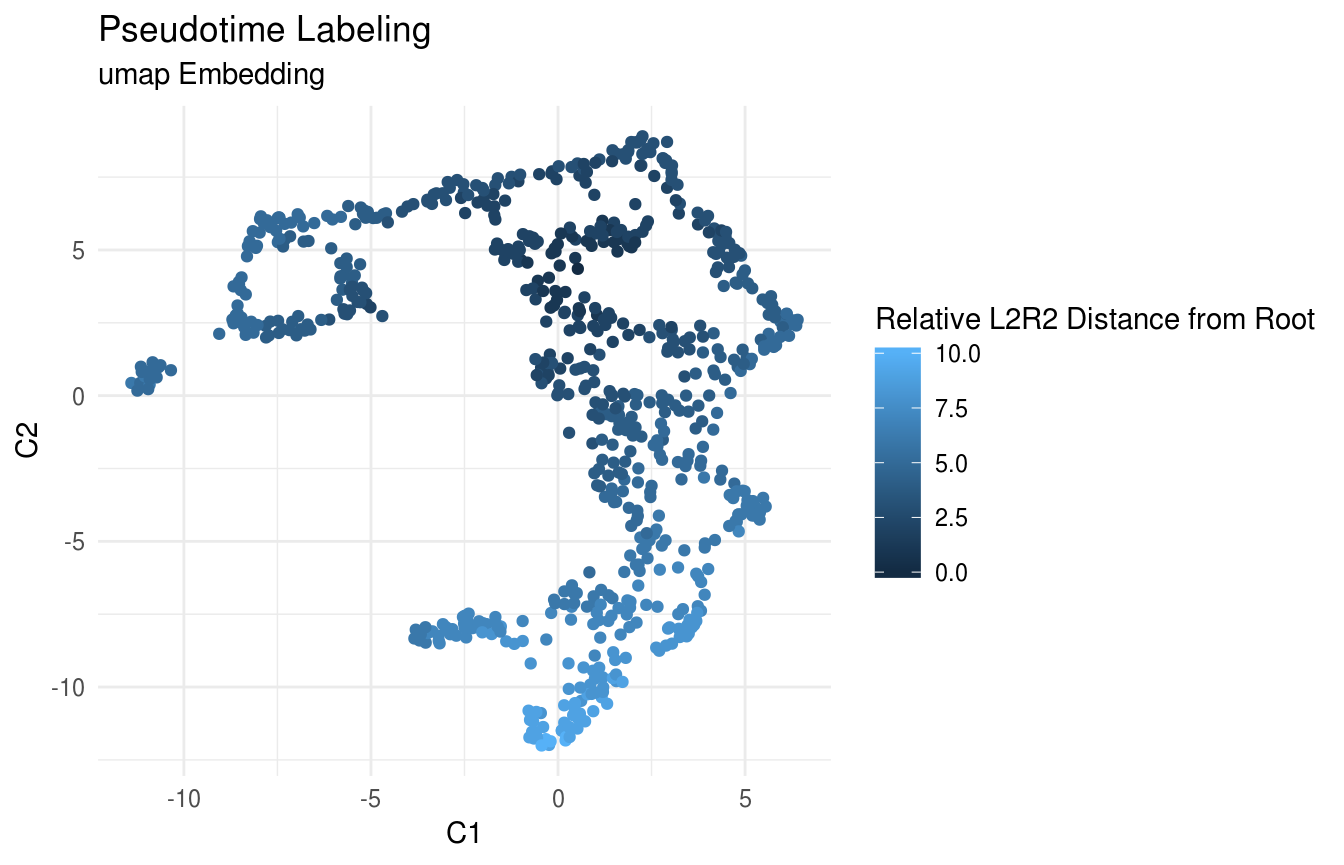 Pseudotime Labeling
umap Embedding
C2
5
0
-5
-10
-10
-5
0
5
C1
Relative L2R2 Distance from Root
10.0
7.5
5.0
2.5
0.0